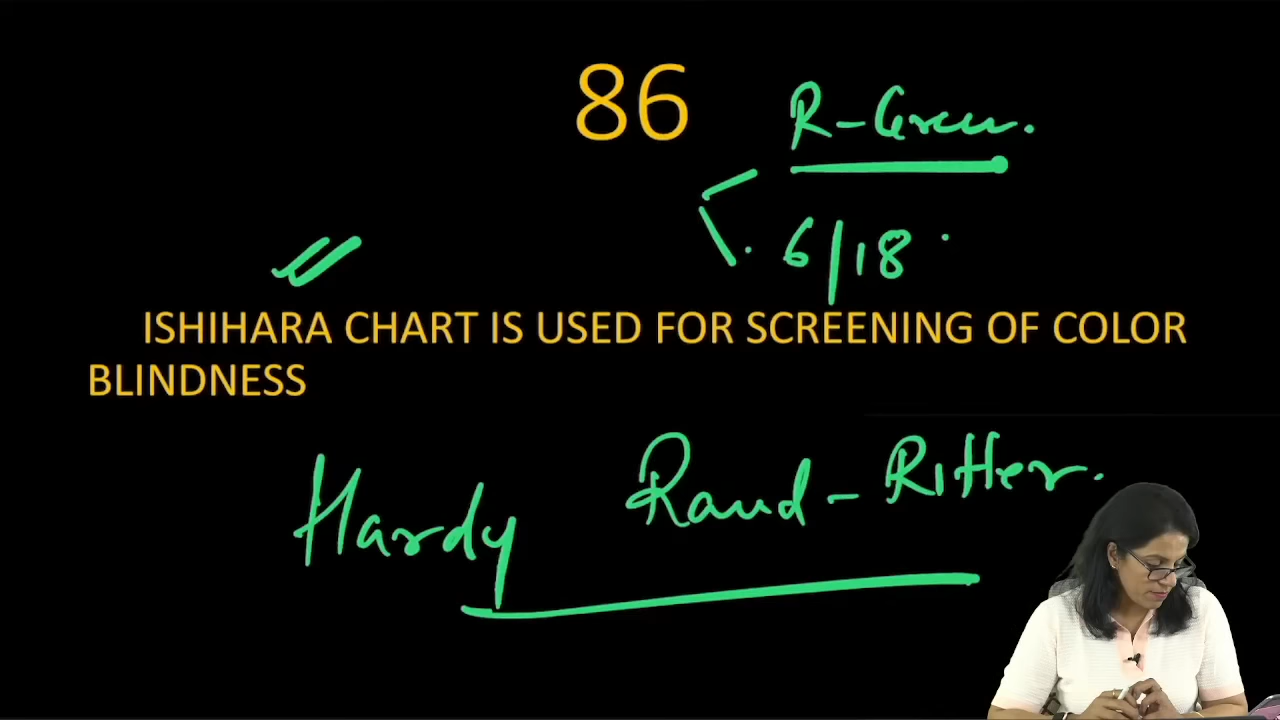 86
R-Green.
6/18
ISHIHARA CHART IS USED FOR SCREENING OF COLOR
BLINDNESS
Hardy Rand-Ritter.